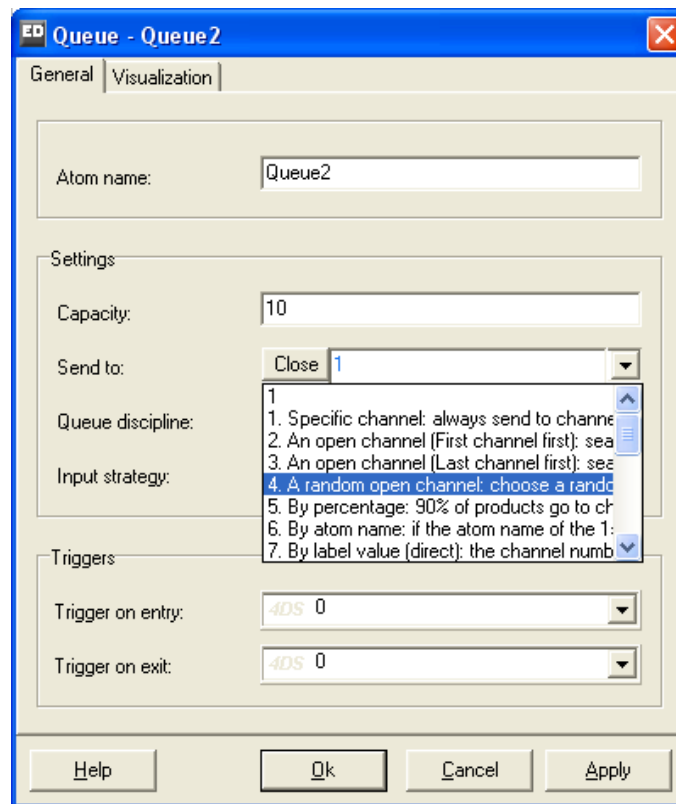 ED Queue - Queue2
General Visualization
Atom name: Queue2
Settings
Capacity: 10
Send to: Close 1
1
Queue discipline:
1. Specific channel: always send to channe
2. An open channel (First channel first): sea
3. An open channel (Last channel first): sea
Input strategy:
4. A random open channel: choose a rando
5. By percentage: 90% of products go to ch
6. By atom name: if the atom name of the 1:
7. By label value (direct): the channel numb
Triggers
Trigger on entry: 4DS 0
Trigger on exit: 4DS 0
Help Ok Cancel Apply